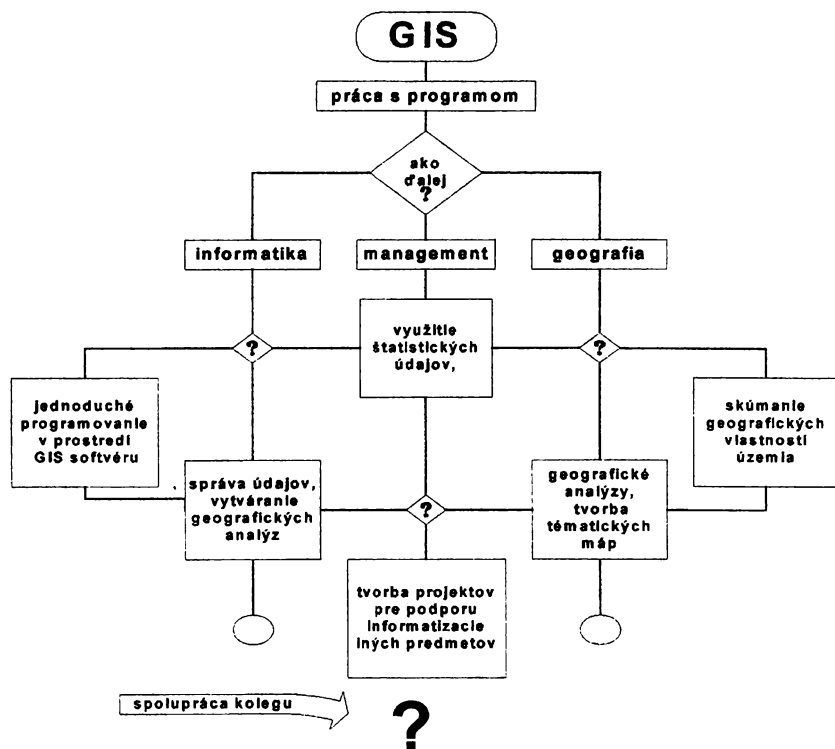 GIS
práca s programom
ako
ďalej
?
informatika
management
geografia
využitie
štatistických
údajov,
?
?
jednoduché
programovanie
v prostredí
GIS softvéru
skúmanie
geografických
vlastností
územia
správa údajov,
vytváranie
geografických
analýz
?
geografické
analýzy,
tvorba
tématických
máp
tvorba projektov
pre podporu
informatizacie
iných predmetov
spolupráca kolegu
?